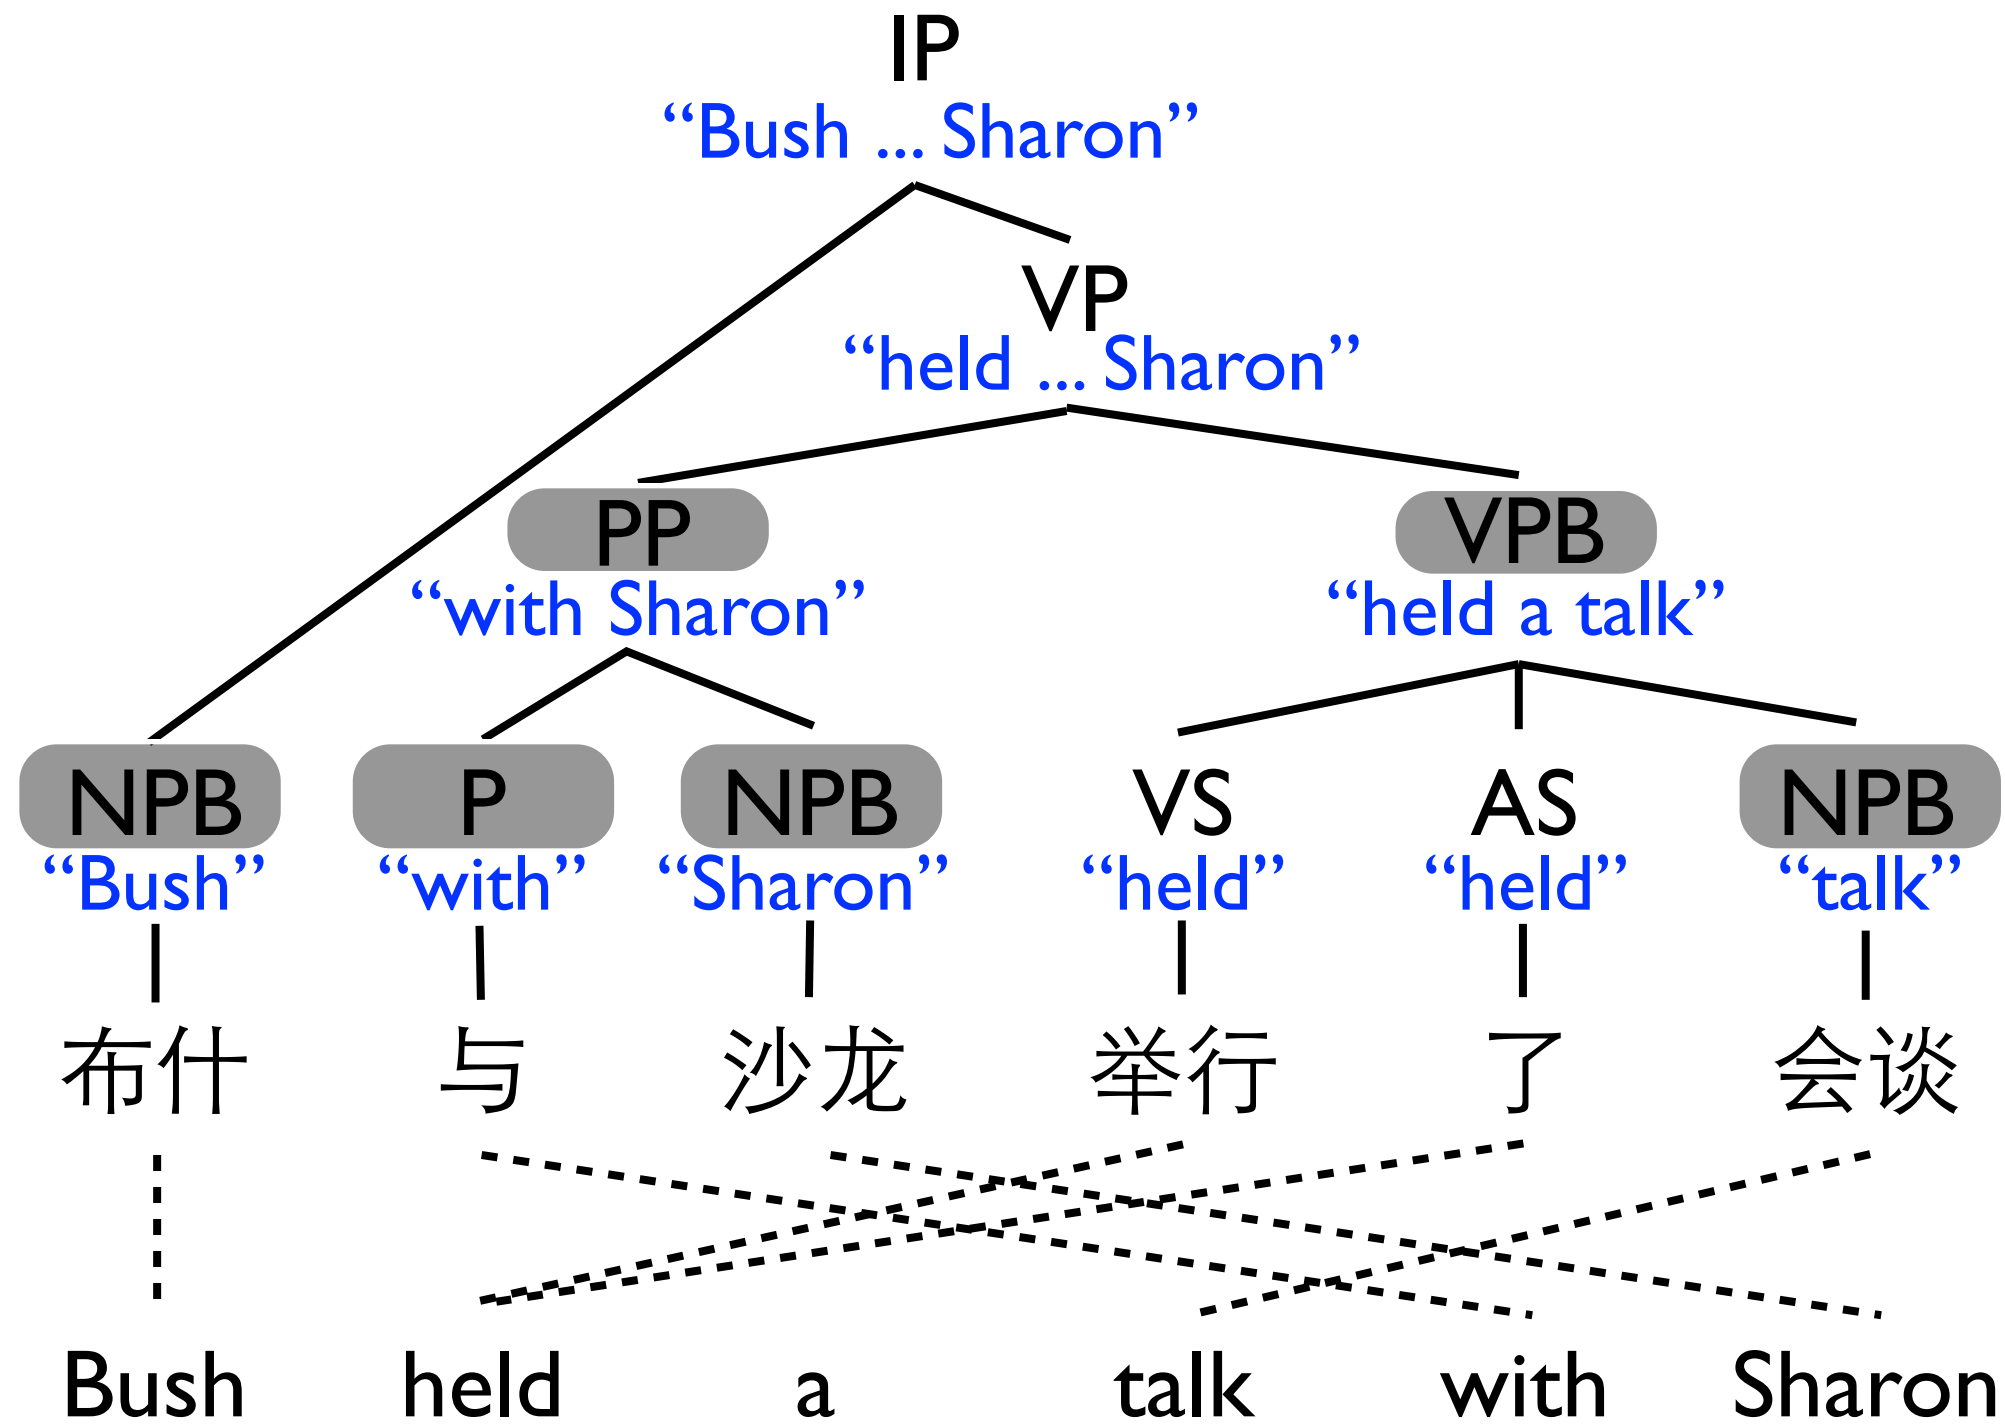 IP
“Bush ... Sharon”
VP
“held ... Sharon”
PP VPB
“with Sharon” “held a talk”
NPB P NPB VS AS NPB
“Bush” “with” “Sharon” “held” “held” “talk”
布什 与 沙龙 举行 了 会谈
Bush held a talk with Sharon